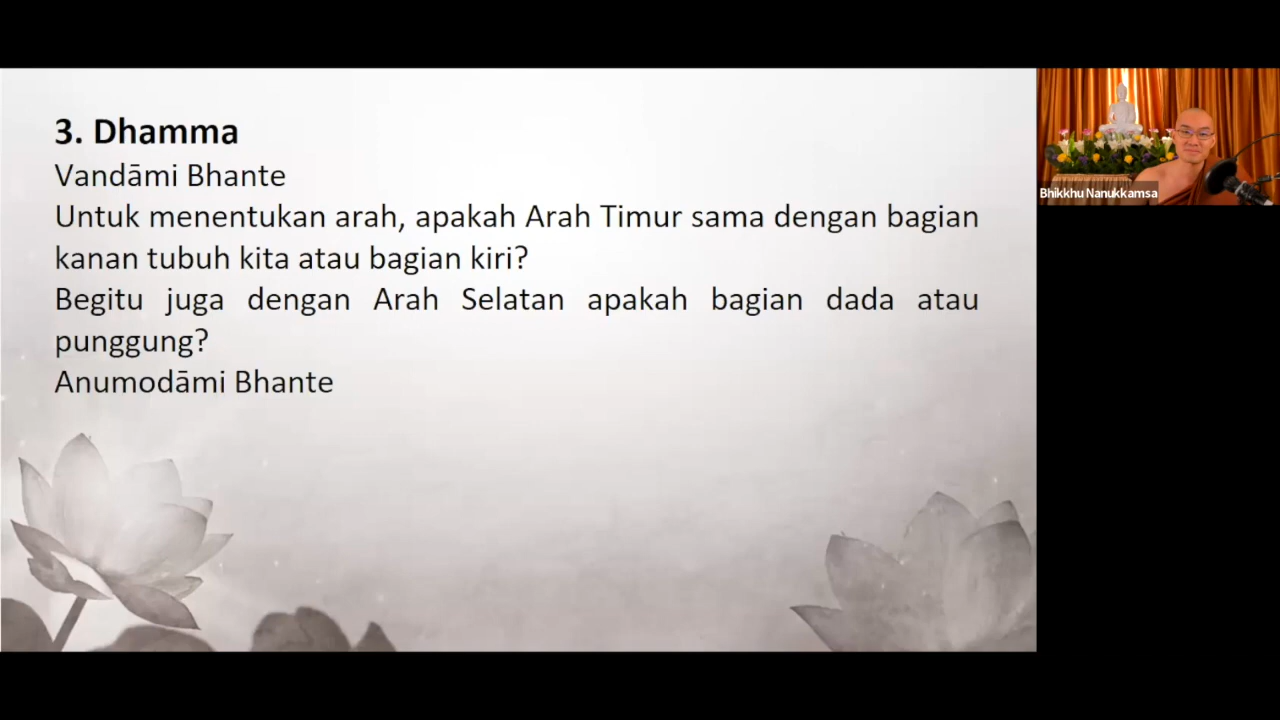 3. Dhamma
Vandāmi Bhante
Untuk menentukan arah, apakah Arah Timur sama dengan bagian
kanan tubuh kita atau bagian kiri?
Begitu juga dengan Arah Selatan apakah bagian dada atau
punggung?
Anumodāmi Bhante
Bhikkhu Nanukkamsa